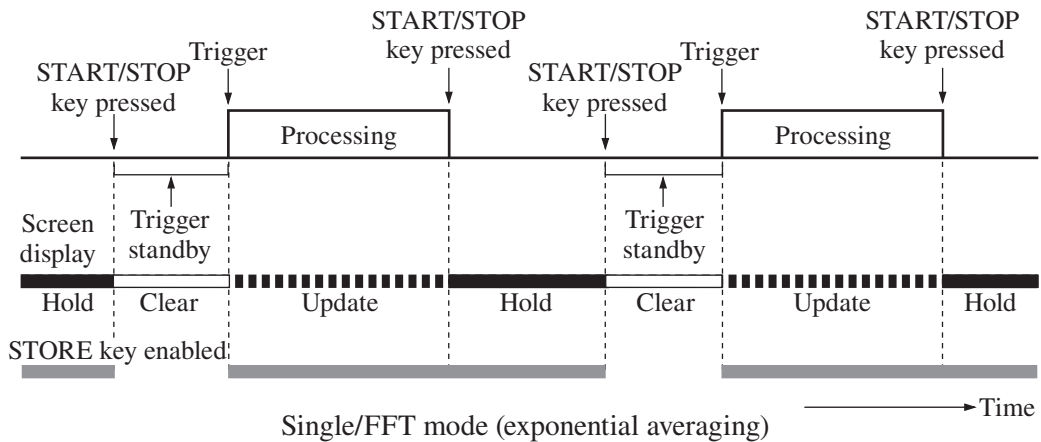 START/STOP
key pressed
START/STOP
key pressed
Trigger
Trigger
START/STOP
key pressed
START/STOP
key pressed
Processing
Processing
Screen
display
Trigger
standby
Trigger
standby
Hold
Clear
Update
Hold
Clear
Update
Hold
STORE key enabled
Time
Single/FFT mode (exponential averaging)